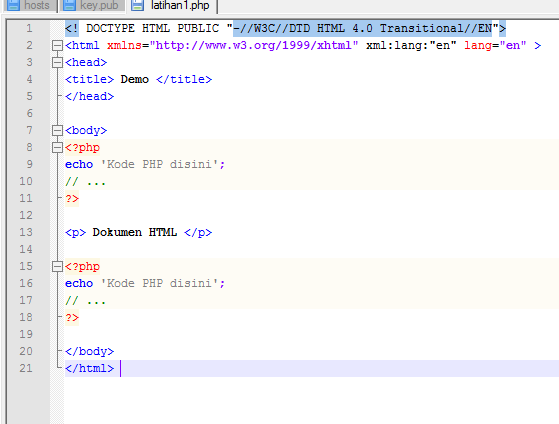 hosts key.pub latihan1.php
1 <! DOCTYPE HTML PUBLIC "-//W3C//DTD HTML 4.0 Transitional//EN">
2 <html xmlns="http://www.w3.org/1999/xhtml" xml:lang:"en" lang="en" >
3 <head>
4 <title> Demo </title>
5 </head>
6
7 <body>
8 <?php
9 echo 'Kode PHP disini';
10 // ...
11 ?>
12
13 <p> Dokumen HTML </p>
14
15 <?php
16 echo 'Kode PHP disini';
17 // ...
18 ?>
19
20 </body>
21 </html>